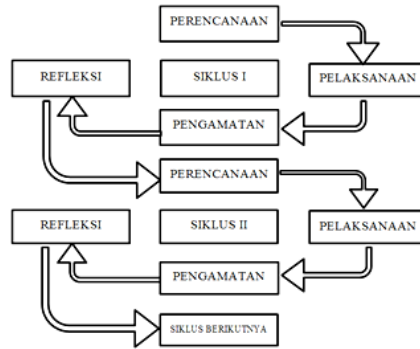 PERENCANAAN
REFLEKSI
SIKLUS I
PELAKSANAAN
PENGAMATAN
PERENCANAAN
REFLEKSI
SIKLUS II
PELAKSANAAN
PENGAMATAN
SIKLUS BERIKUTNYA